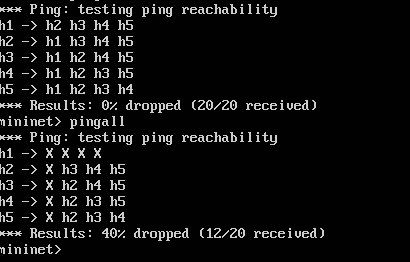 *** Ping: testing ping reachability
h1 -> h2 h3 h4 h5
h2 -> h1 h3 h4 h5
h3 -> h1 h2 h4 h5
h4 -> h1 h2 h3 h5
h5 -> h1 h2 h3 h4
*** Results: 0% dropped (20/20 received)
mininet> pingall
*** Ping: testing ping reachability
h1 -> X X X X
h2 -> X h3 h4 h5
h3 -> X h2 h4 h5
h4 -> X h2 h3 h5
h5 -> X h2 h3 h4
*** Results: 40% dropped (12/20 received)
mininet>